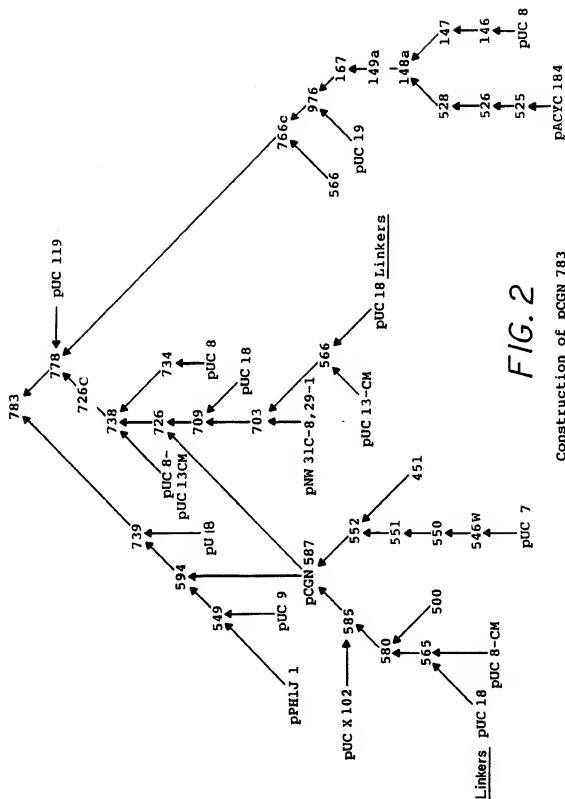 783
pUC 119
778
726C
738
734
pUC 8-
pUC 13CM
pUC 8
726
709
pUC 18
703
pNW 31C-8,29-1
566
pUC 13-CM
pUC 18 Linkers
766c
976
167
566
pUC 19
149a
148a
147
146
pUC 8
528
526
525
pACYC 184
739
pU 18
594
549
pUC 9
pPH1J 1
pCGN 587
552
451
551
550
546W
pUC 7
585
pUC X 102
580
500
565
pUC 8-CM
Linkers pUC 18
FIG. 2
Construction of pCGN 783